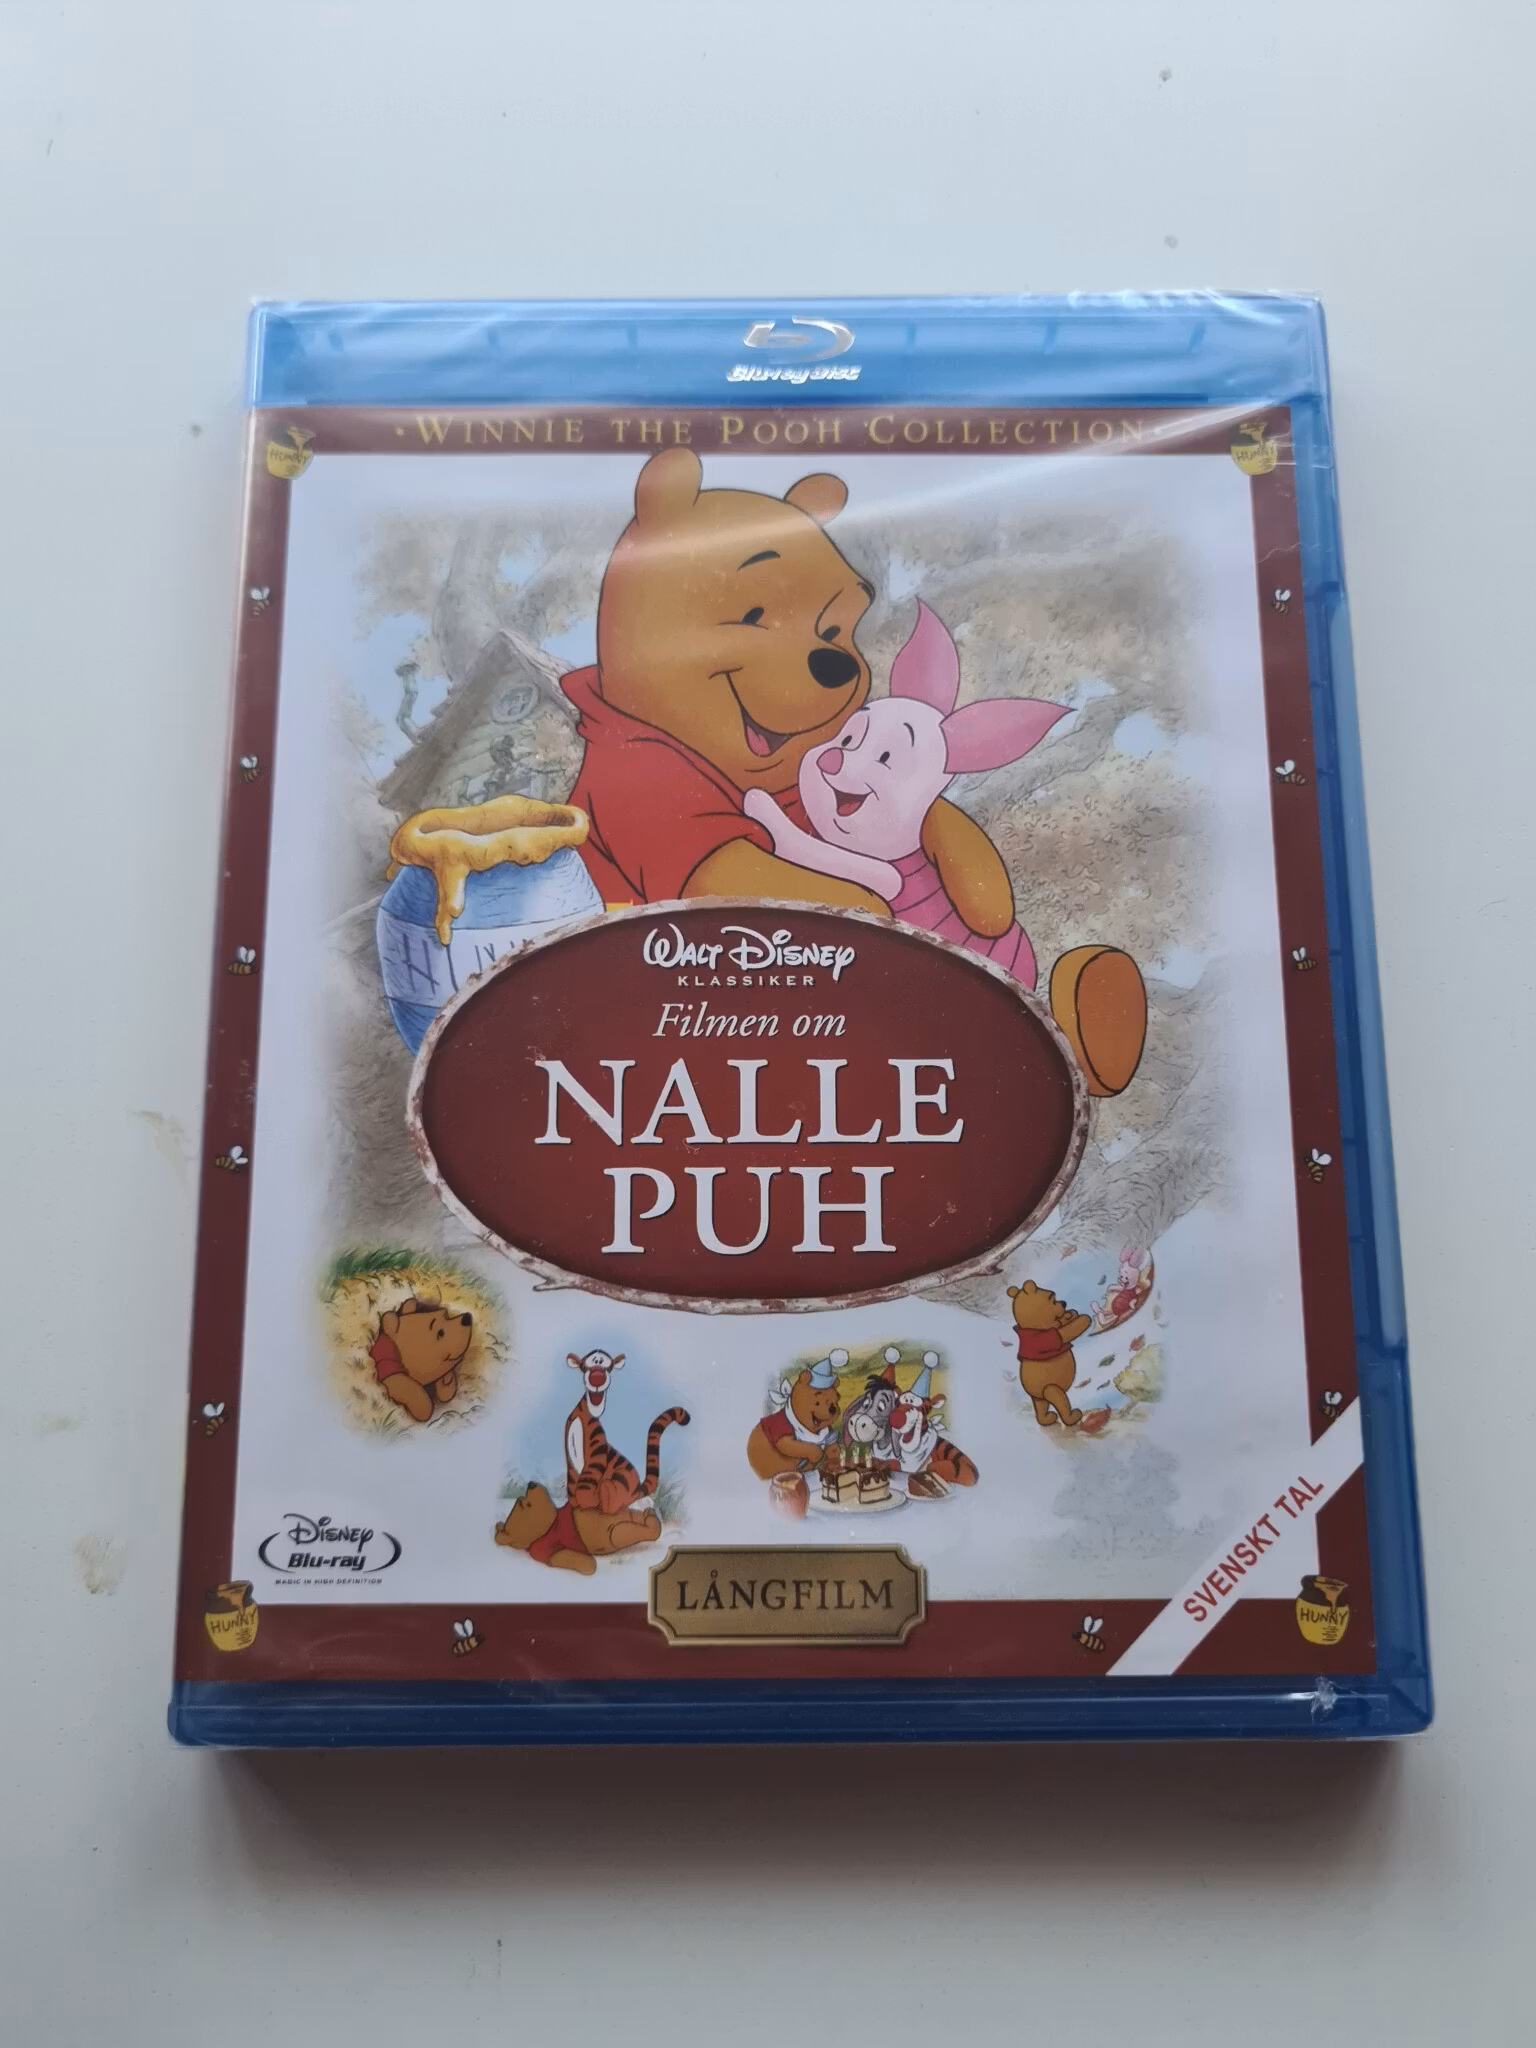 Blu-ray Disc
• WINNIE THE POOH COLLECTION •
HUNNY
HUNNY
WALT DISNEY
KLASSIKER
Filmen om
NALLE
PUH
SVENSKT TAL
DISNEY
Blu-ray
MAGIC IN HIGH DEFINITION
LÅNGFILM
HUNNY
HUNNY